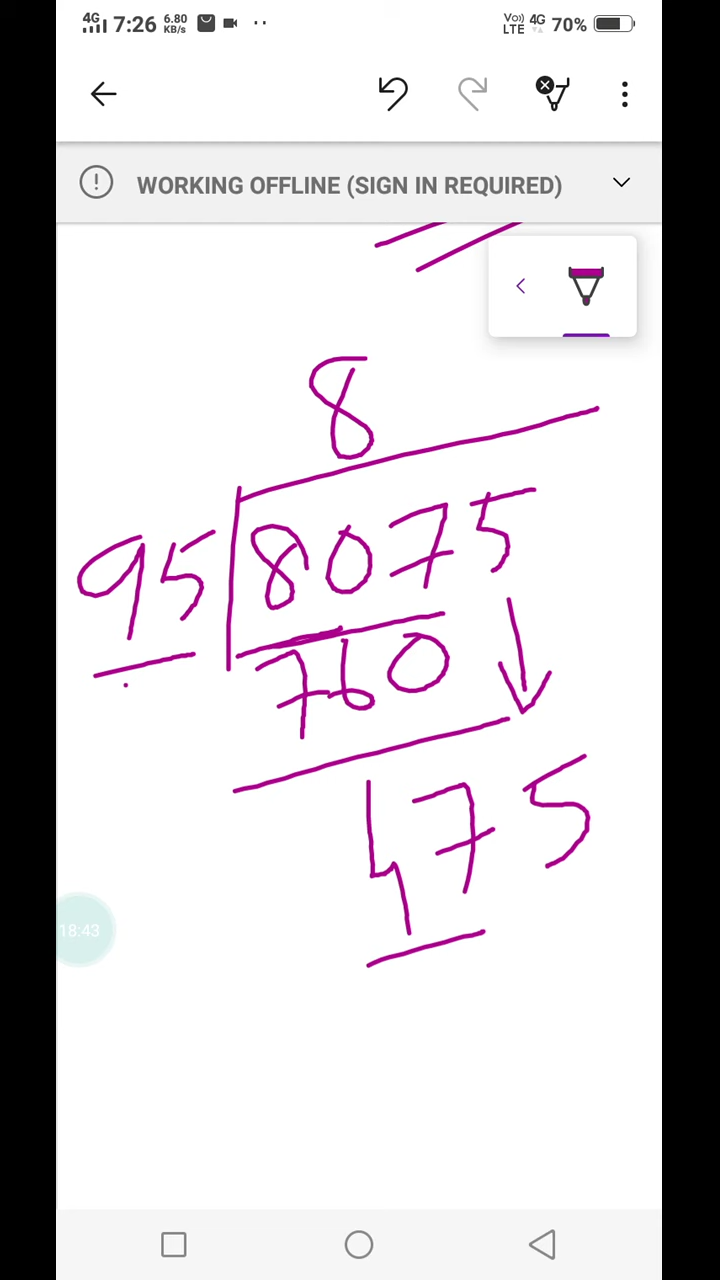 4G 7:26 6.80 KB/s Vo)) LTE 4G 70%
WORKING OFFLINE (SIGN IN REQUIRED)
8
95 8075
760
475
18:43